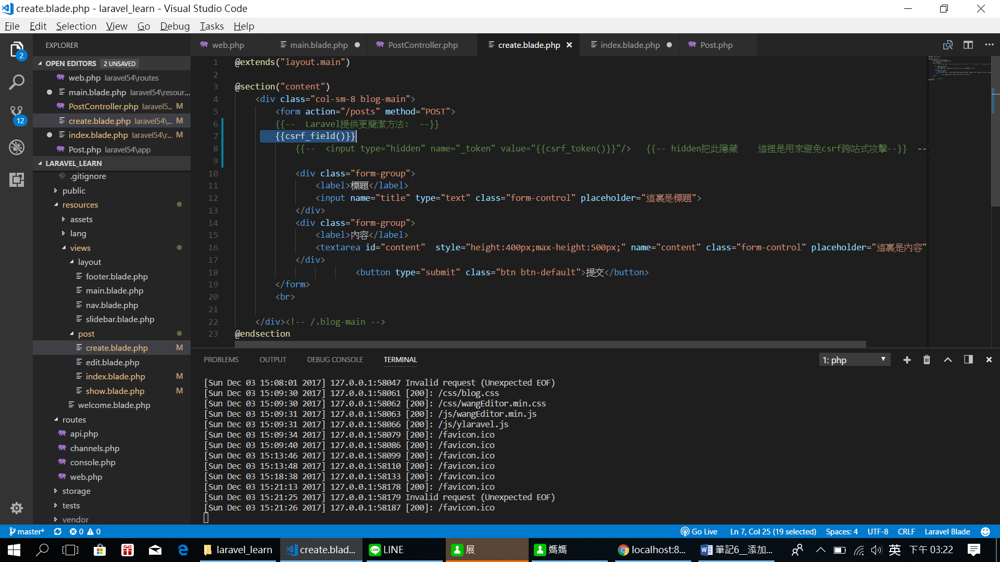 create.blade.php - laravel_learn - Visual Studio Code
File Edit Selection View Go Debug Tasks Help
EXPLORER
OPEN EDITORS 2 UNSAVED
web.php laravel54\routes
main.blade.php laravel54\resour...
PostController.php laravel5... M
create.blade.php laravel54\... M
index.blade.php laravel54\r... M
Post.php laravel54\app
LARAVEL_LEARN
.gitignore
public
resources
assets
lang
views
layout
footer.blade.php
main.blade.php
nav.blade.php
slidebar.blade.php
post
create.blade.php M
edit.blade.php
index.blade.php M
show.blade.php M
welcome.blade.php
routes
api.php
channels.php
console.php
web.php
storage
tests
vendor
2
12
web.php main.blade.php PostController.php create.blade.php index.blade.php Post.php
1 @extends("layout.main")
2
3 @section("content")
4 <div class="col-sm-8 blog-main">
5 <form action="/posts" method="POST">
6 {{-- Laravel提供更簡潔方法: --}}
7 {{csrf_field()}}
8 {{-- <input type="hidden" name="_token" value="{{csrf_token()}}"/> {{-- hidden把此隱藏 這裡是用來避免csrf跨站式攻擊--}} --}
9
10 <div class="form-group">
11 <label>標題</label>
12 <input name="title" type="text" class="form-control" placeholder="這裏是標題">
13 </div>
14 <div class="form-group">
15 <label>內容</label>
16 <textarea id="content" style="height:400px;max-height:500px;" name="content" class="form-control" placeholder="這裏是內容"
17 </div>
18 <button type="submit" class="btn btn-default">提交</button>
19 </form>
20 <br>
21
22 </div><!-- /.blog-main -->
23 @endsection
PROBLEMS OUTPUT DEBUG CONSOLE TERMINAL 1: php
[Sun Dec 03 15:08:01 2017] 127.0.0.1:58047 Invalid request (Unexpected EOF)
[Sun Dec 03 15:09:30 2017] 127.0.0.1:58061 [200]: /css/blog.css
[Sun Dec 03 15:09:30 2017] 127.0.0.1:58062 [200]: /css/wangEditor.min.css
[Sun Dec 03 15:09:31 2017] 127.0.0.1:58063 [200]: /js/wangEditor.min.js
[Sun Dec 03 15:09:31 2017] 127.0.0.1:58066 [200]: /js/ylaravel.js
[Sun Dec 03 15:09:34 2017] 127.0.0.1:58079 [200]: /favicon.ico
[Sun Dec 03 15:09:40 2017] 127.0.0.1:58086 [200]: /favicon.ico
[Sun Dec 03 15:13:46 2017] 127.0.0.1:58099 [200]: /favicon.ico
[Sun Dec 03 15:13:48 2017] 127.0.0.1:58110 [200]: /favicon.ico
[Sun Dec 03 15:18:38 2017] 127.0.0.1:58133 [200]: /favicon.ico
[Sun Dec 03 15:21:13 2017] 127.0.0.1:58178 [200]: /favicon.ico
[Sun Dec 03 15:21:25 2017] 127.0.0.1:58179 Invalid request (Unexpected EOF)
[Sun Dec 03 15:21:26 2017] 127.0.0.1:58187 [200]: /favicon.ico
master* 0 0 Go Live Ln 7, Col 25 (19 selected) Spaces: 4 UTF-8 CRLF Laravel Blade
laravel_learn create.blad... LINE 展 媽媽 localhost:8... 筆記6__添加... 英 下午 03:22